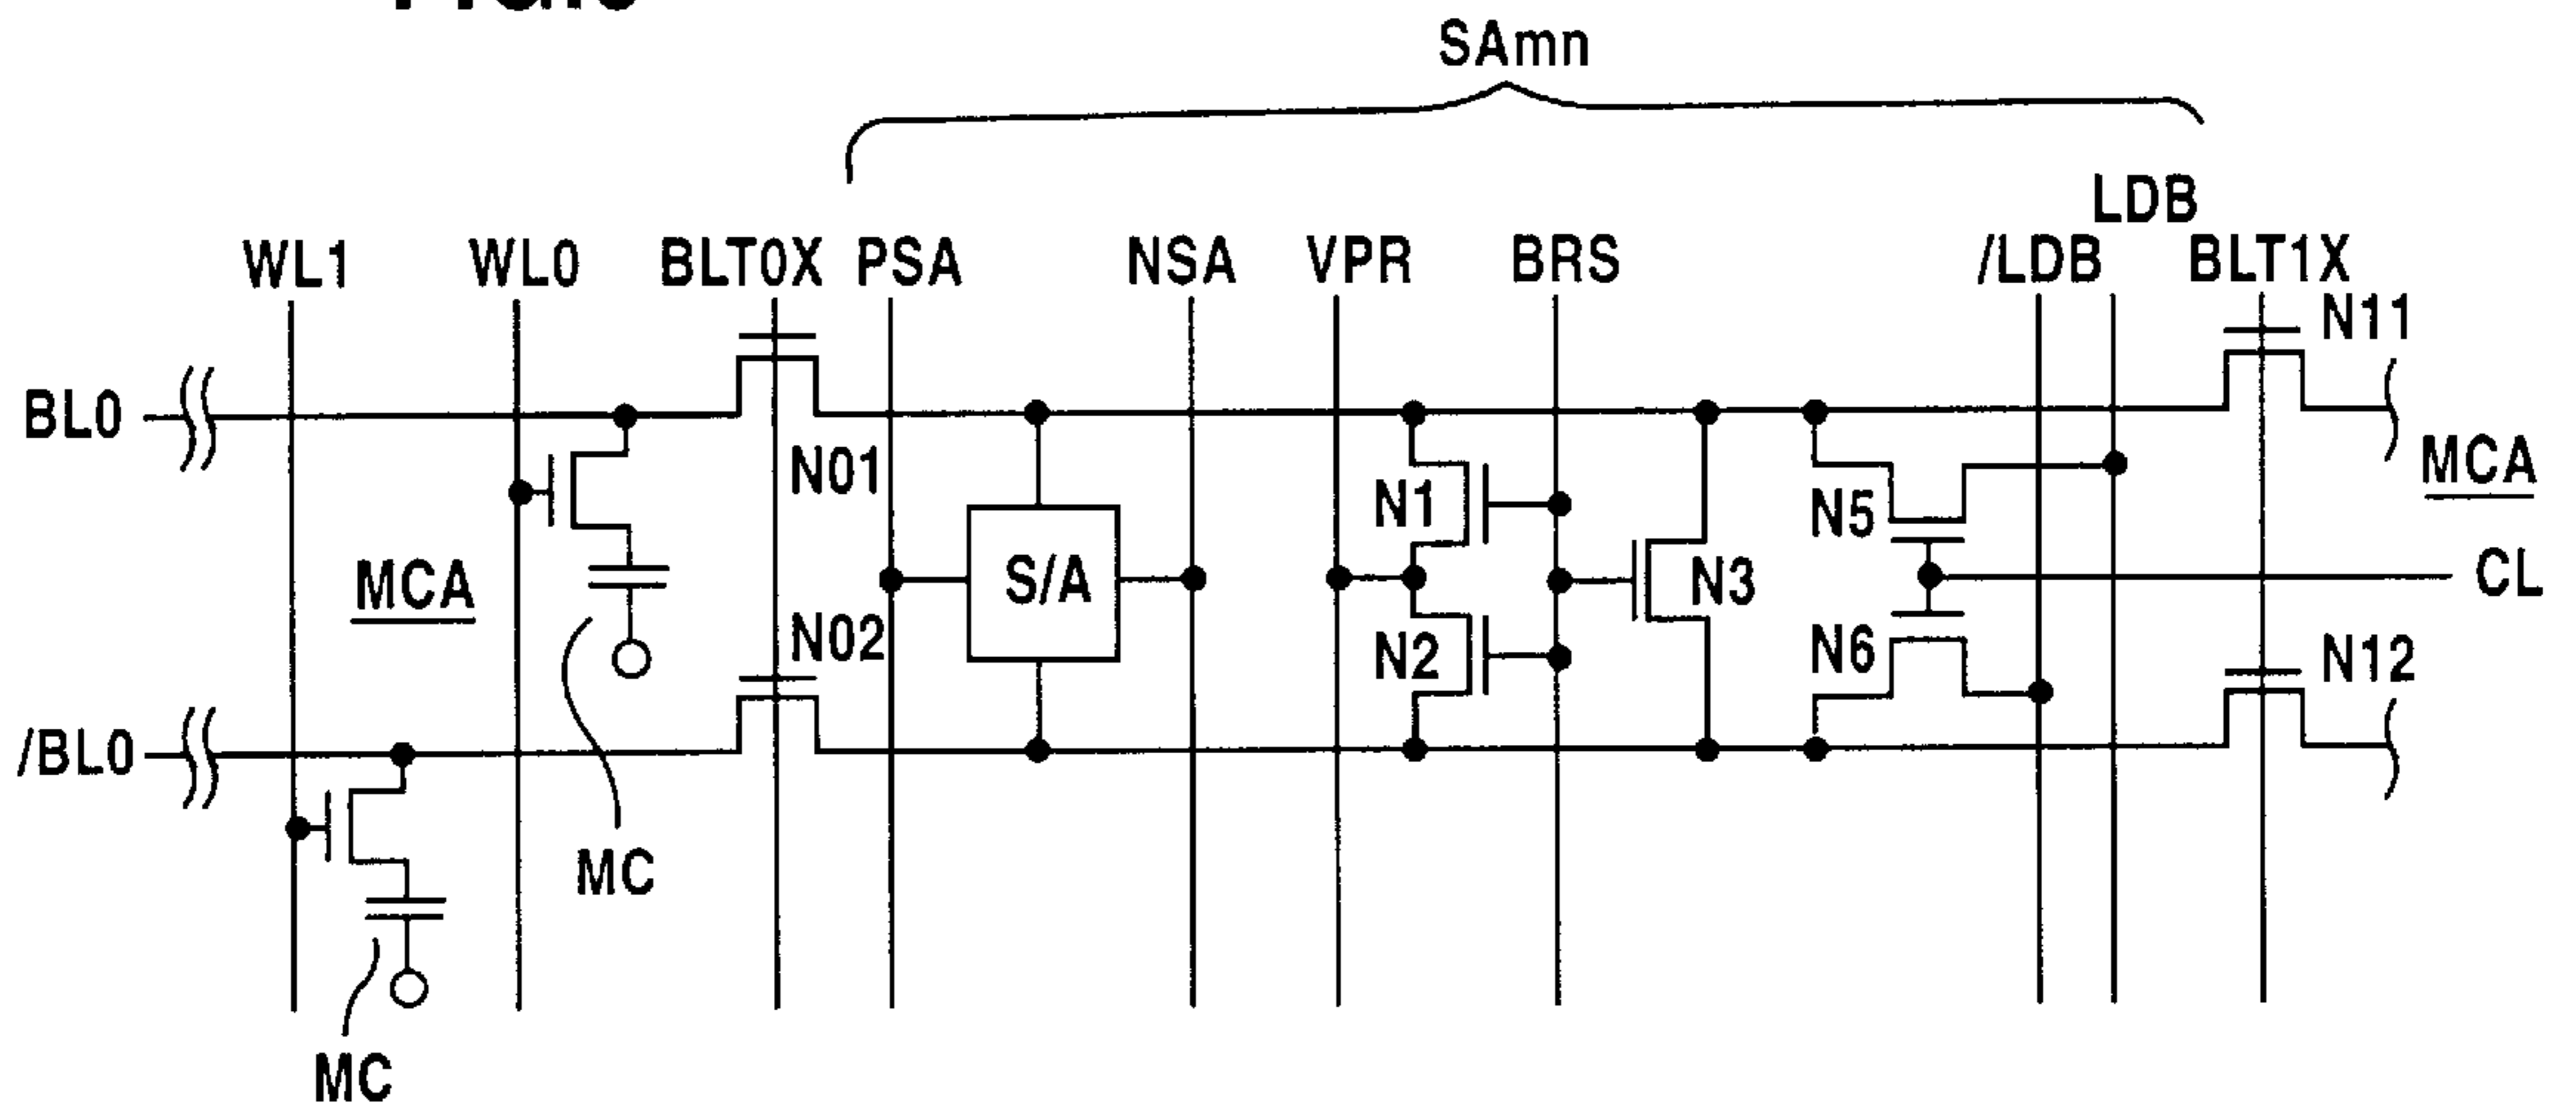 SAmn
LDB
WL1 WL0 BLT0X PSA NSA VPR BRS /LDB BLT1X
N11
BL0
N01
MCA
N1
N5
S/A
N3
CL
MCA
N02
N2
N6
N12
/BL0
MC
MC